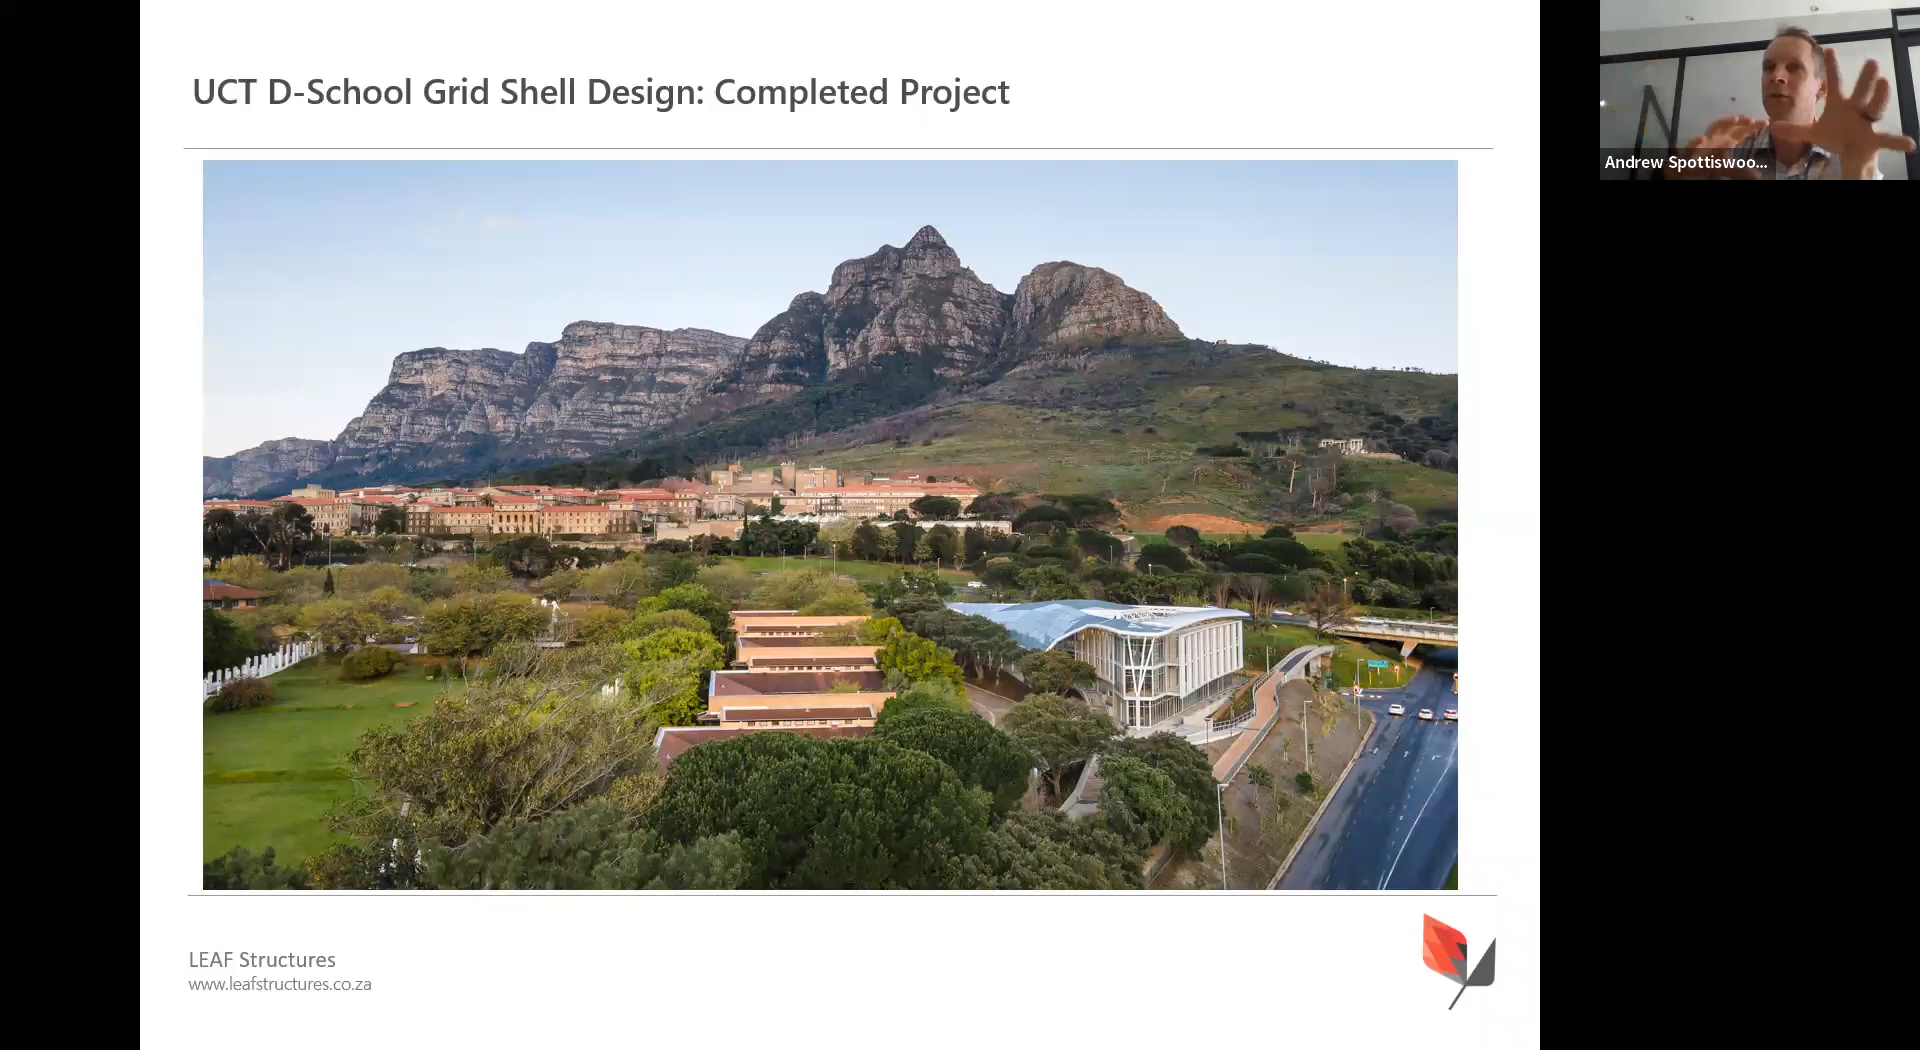 UCT D-School Grid Shell Design: Completed Project
Andrew Spottiswoo...
LEAF Structures
www.leafstructures.co.za